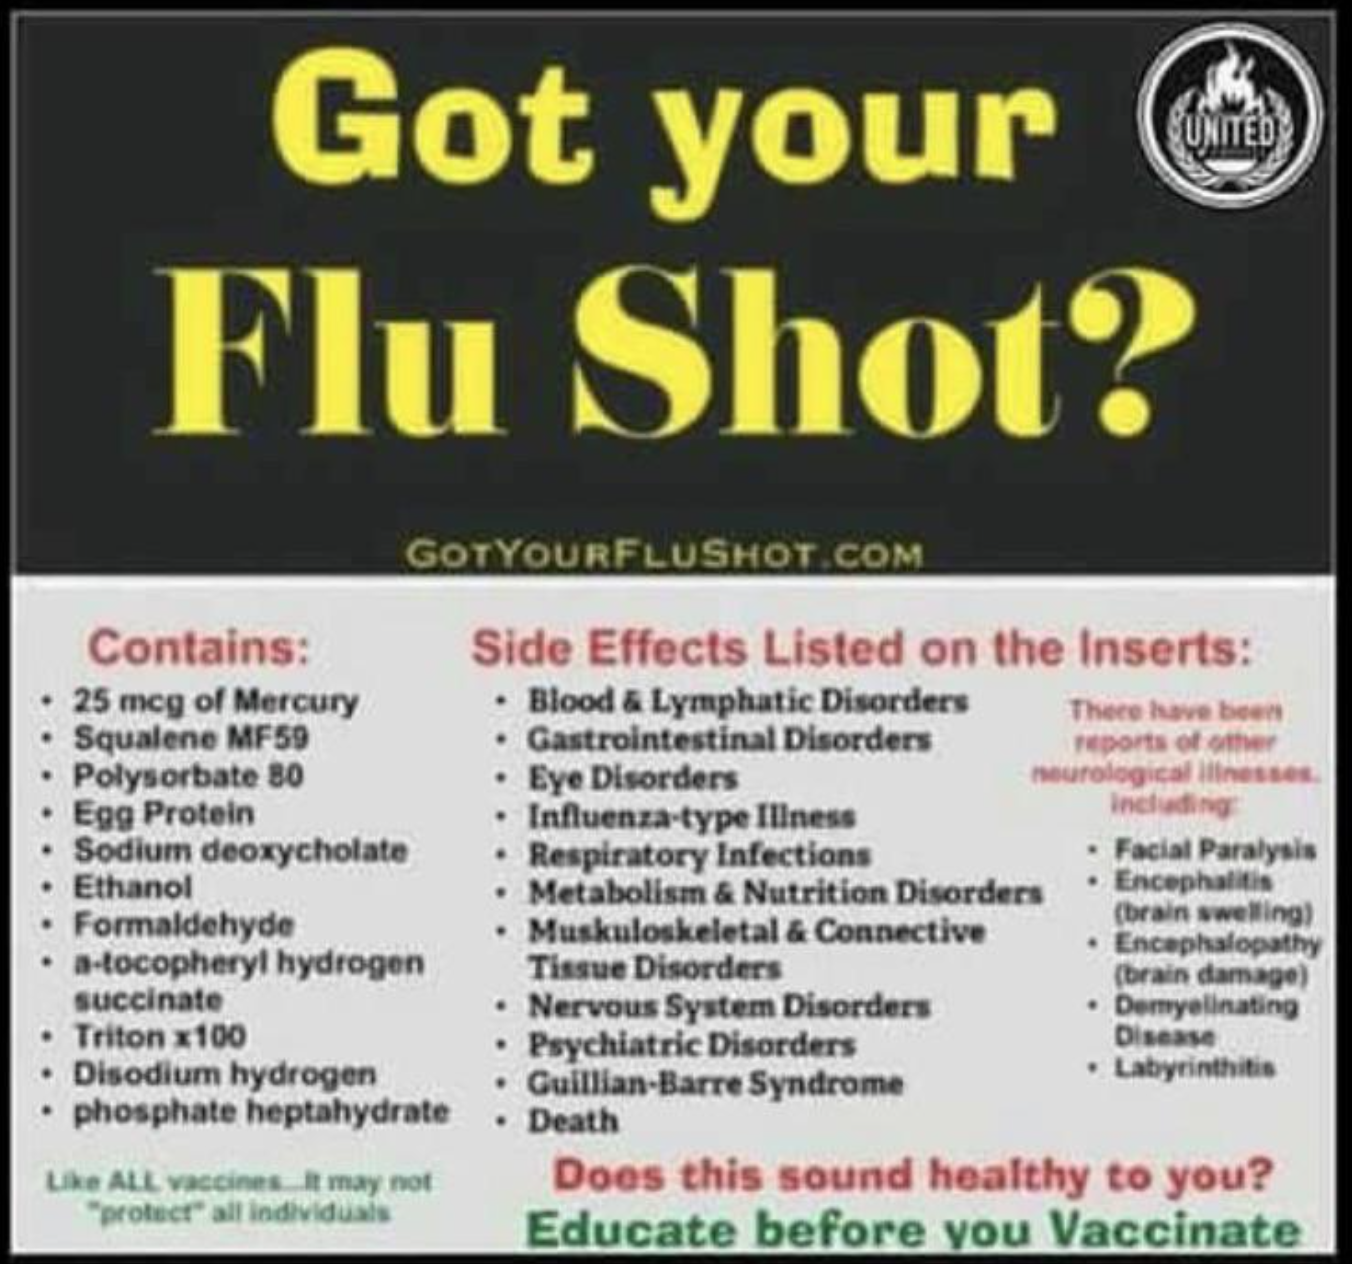 Got your
UNITED
Flu Shot?
GOTYOURFLUSHOT.COM
Contains:
• 25 mcg of Mercury
• Squalene MF59
• Polysorbate 80
• Egg Protein
• Sodium deoxycholate
• Ethanol
• Formaldehyde
• a-tocopheryl hydrogen
succinate
• Triton x100
• Disodium hydrogen
• phosphate heptahydrate
Like ALL vaccines...It may not
"protect" all individuals
Side Effects Listed on the Inserts:
• Blood & Lymphatic Disorders
• Gastrointestinal Disorders
• Eye Disorders
• Influenza-type Illness
• Respiratory Infections
• Metabolism & Nutrition Disorders
• Muskuloskeletal & Connective
Tissue Disorders
• Nervous System Disorders
• Psychiatric Disorders
• Guillian-Barre Syndrome
• Death
There have been
reports of other
neurological illnesses,
including:
• Facial Paralysis
• Encephalitis
(brain swelling)
• Encephalopathy
(brain damage)
• Demyelinating
Disease
• Labyrinthitis
Does this sound healthy to you?
Educate before you Vaccinate